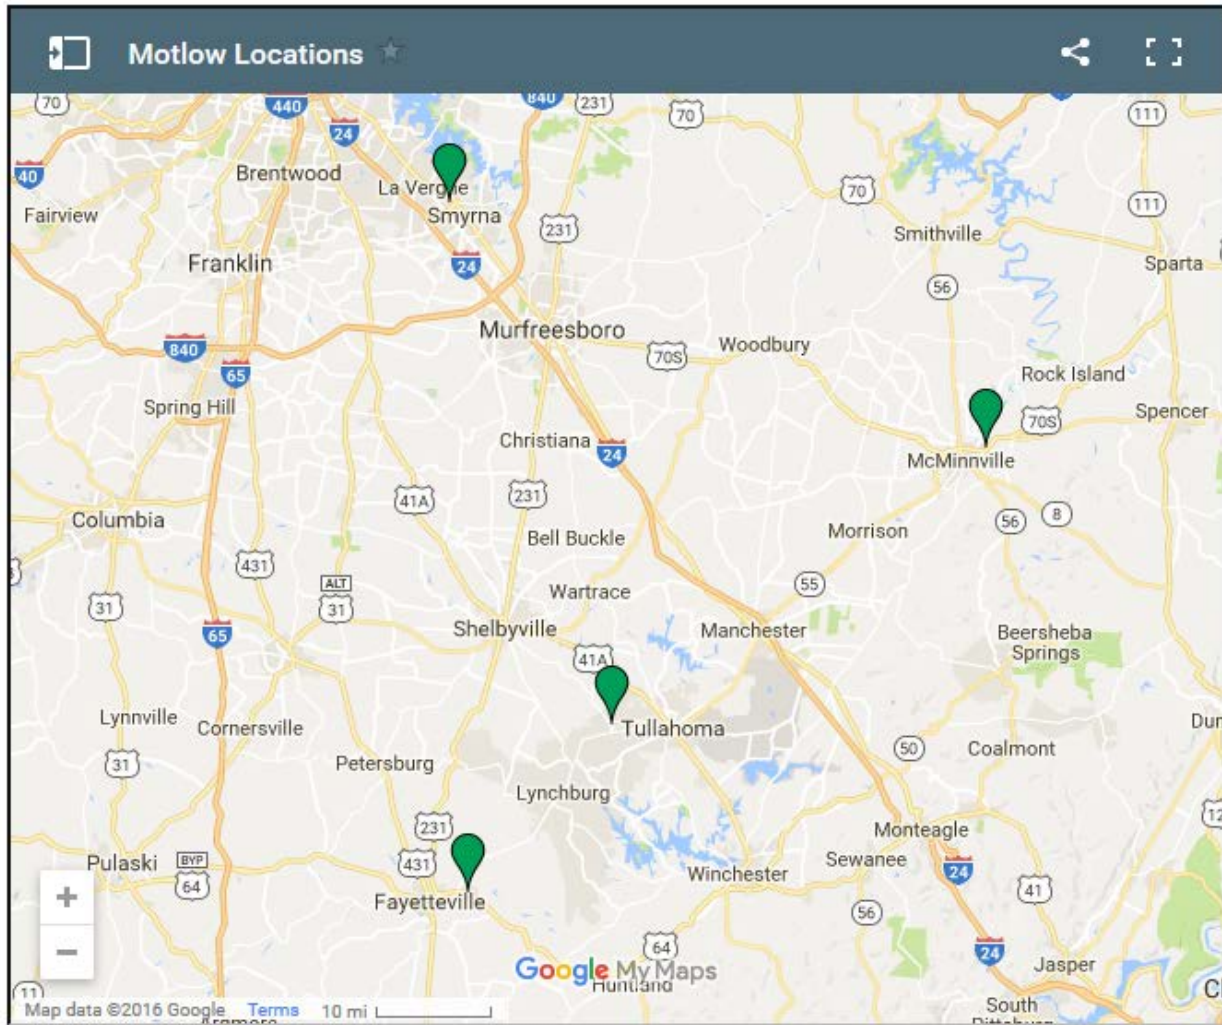 Motlow Locations
70
440
24
840
231
70
111
40
Brentwood
La Vergne
70
111
Fairview
Smyrna
231
Smithville
Franklin
24
Sparta
56
Murfreesboro
840
70S
Woodbury
65
Rock Island
Spring Hill
Spencer
70S
Christiana
24
McMinnville
41A
231
Columbia
56
8
Bell Buckle
Morrison
431
ALT
31
Wartrace
55
31
65
Shelbyville
Manchester
Beersheba
Springs
41A
Lynnville
Cornersville
Tullahoma
50
Coalmont
31
Petersburg
Lynchburg
231
Monteagle
Pulaski
BYP
64
431
Winchester
Sewanee
24
41
Fayetteville
56
+
−
64
24
Google My Maps
Huntland
Jasper
11
Map data ©2016 Google
Terms
10 mi
South